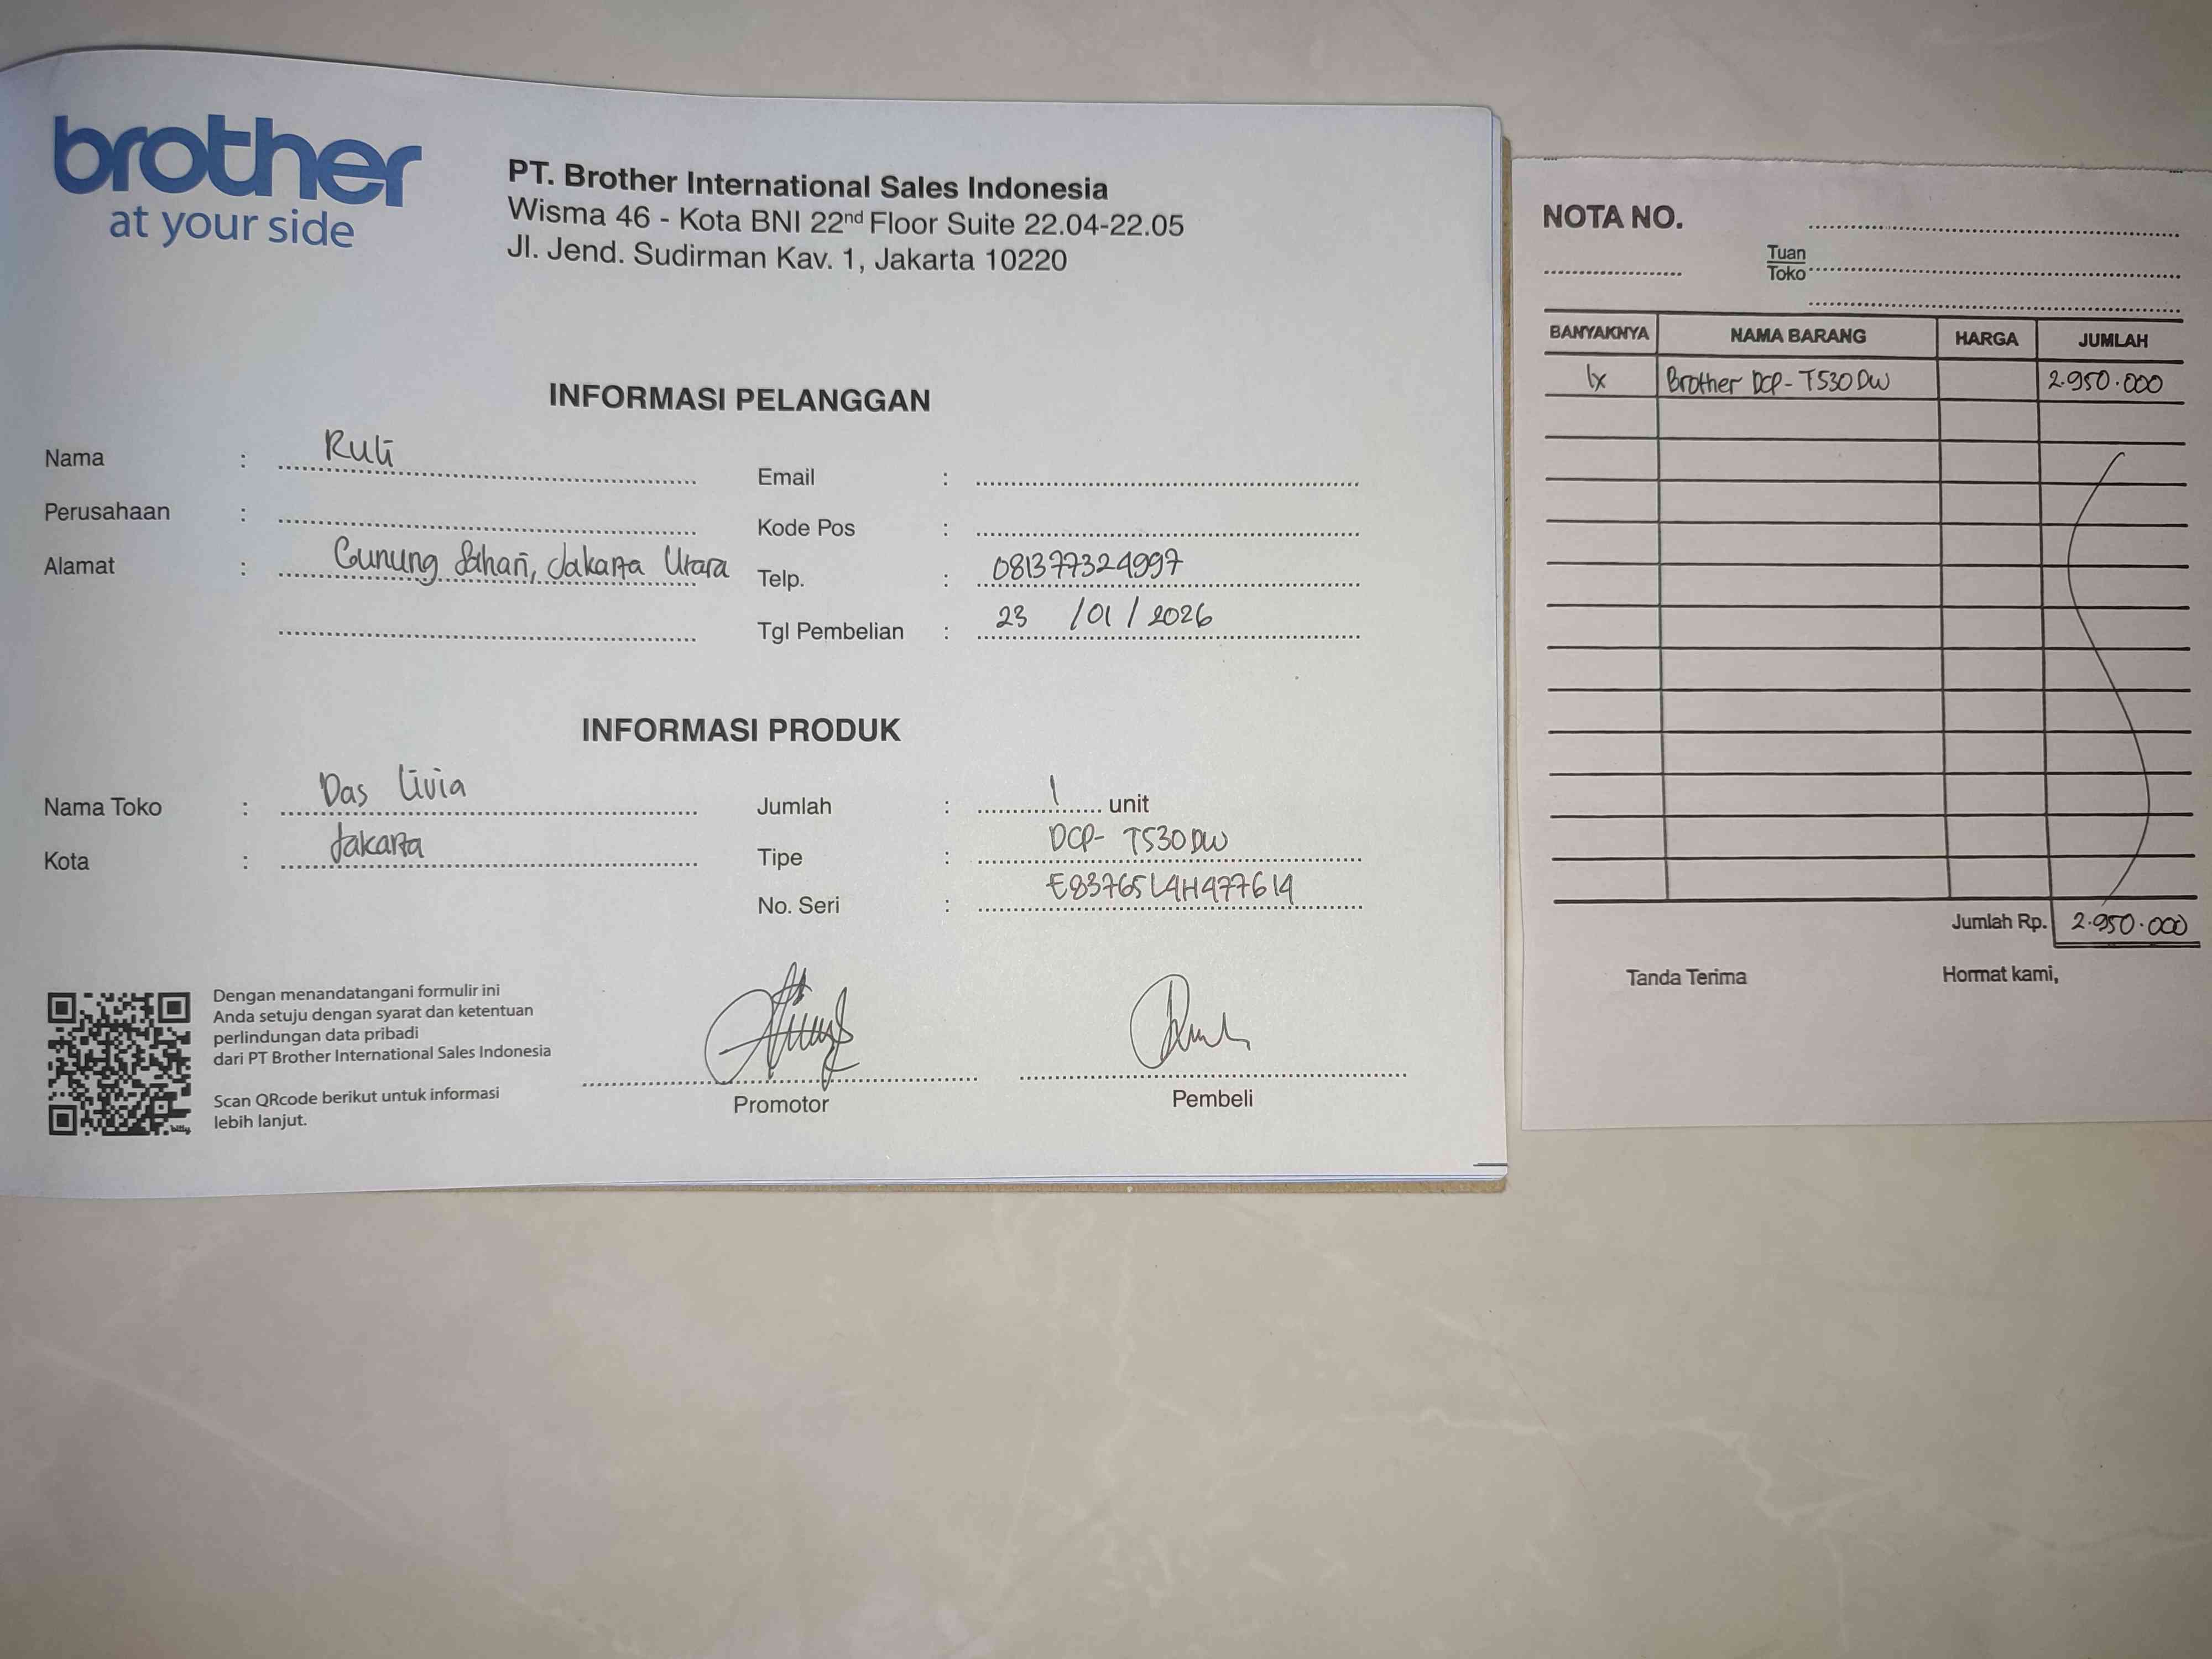 brother
at your side
PT. Brother International Sales Indonesia
Wisma 46 - Kota BNI 22nd Floor Suite 22.04-22.05
Jl. Jend. Sudirman Kav. 1, Jakarta 10220
INFORMASI PELANGGAN
Nama : Ruli
Perusahaan :
Alamat : Gunung Sahari, Jakarta Utara
Email :
Kode Pos :
Telp. : 081377324997
Tgl Pembelian : 23 /01 / 2026
INFORMASI PRODUK
Nama Toko : Das Livia
Kota : Jakarta
Jumlah : 1 unit
Tipe : DCP- T530DW
No. Seri : E83765L4H477614
Dengan menandatangani formulir ini
Anda setuju dengan syarat dan ketentuan
perlindungan data pribadi
dari PT Brother International Sales Indonesia
Scan QRcode berikut untuk informasi
lebih lanjut.
bitly
Promotor
Pembeli
NOTA NO.
Tuan
Toko
BANYAKNYA NAMA BARANG HARGA JUMLAH
1x Brother DCP- T530DW 2.950.000
Jumlah Rp. 2.950.000
Tanda Terima Hormat kami,